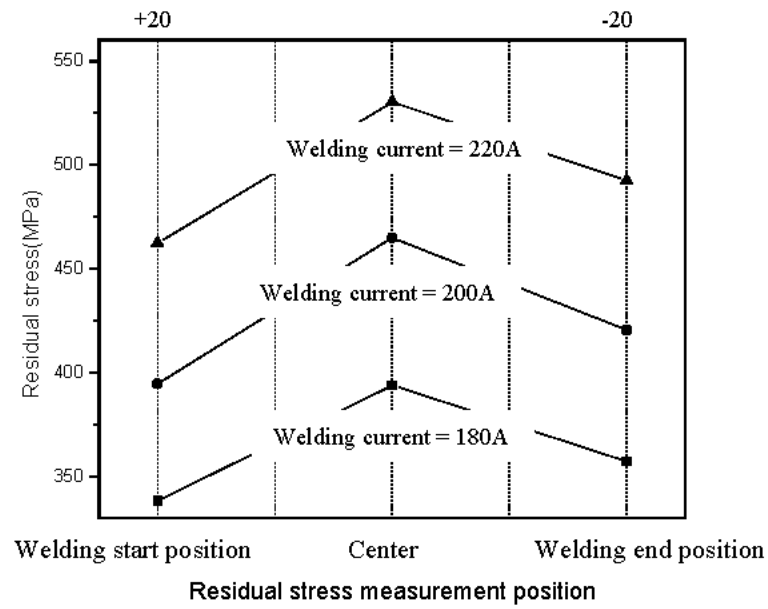 +20
-20
550
500
450
400
350
Residual stress(MPa)
Welding current = 220A
Welding current = 200A
Welding current = 180A
Welding start position
Center
Welding end position
Residual stress measurement position